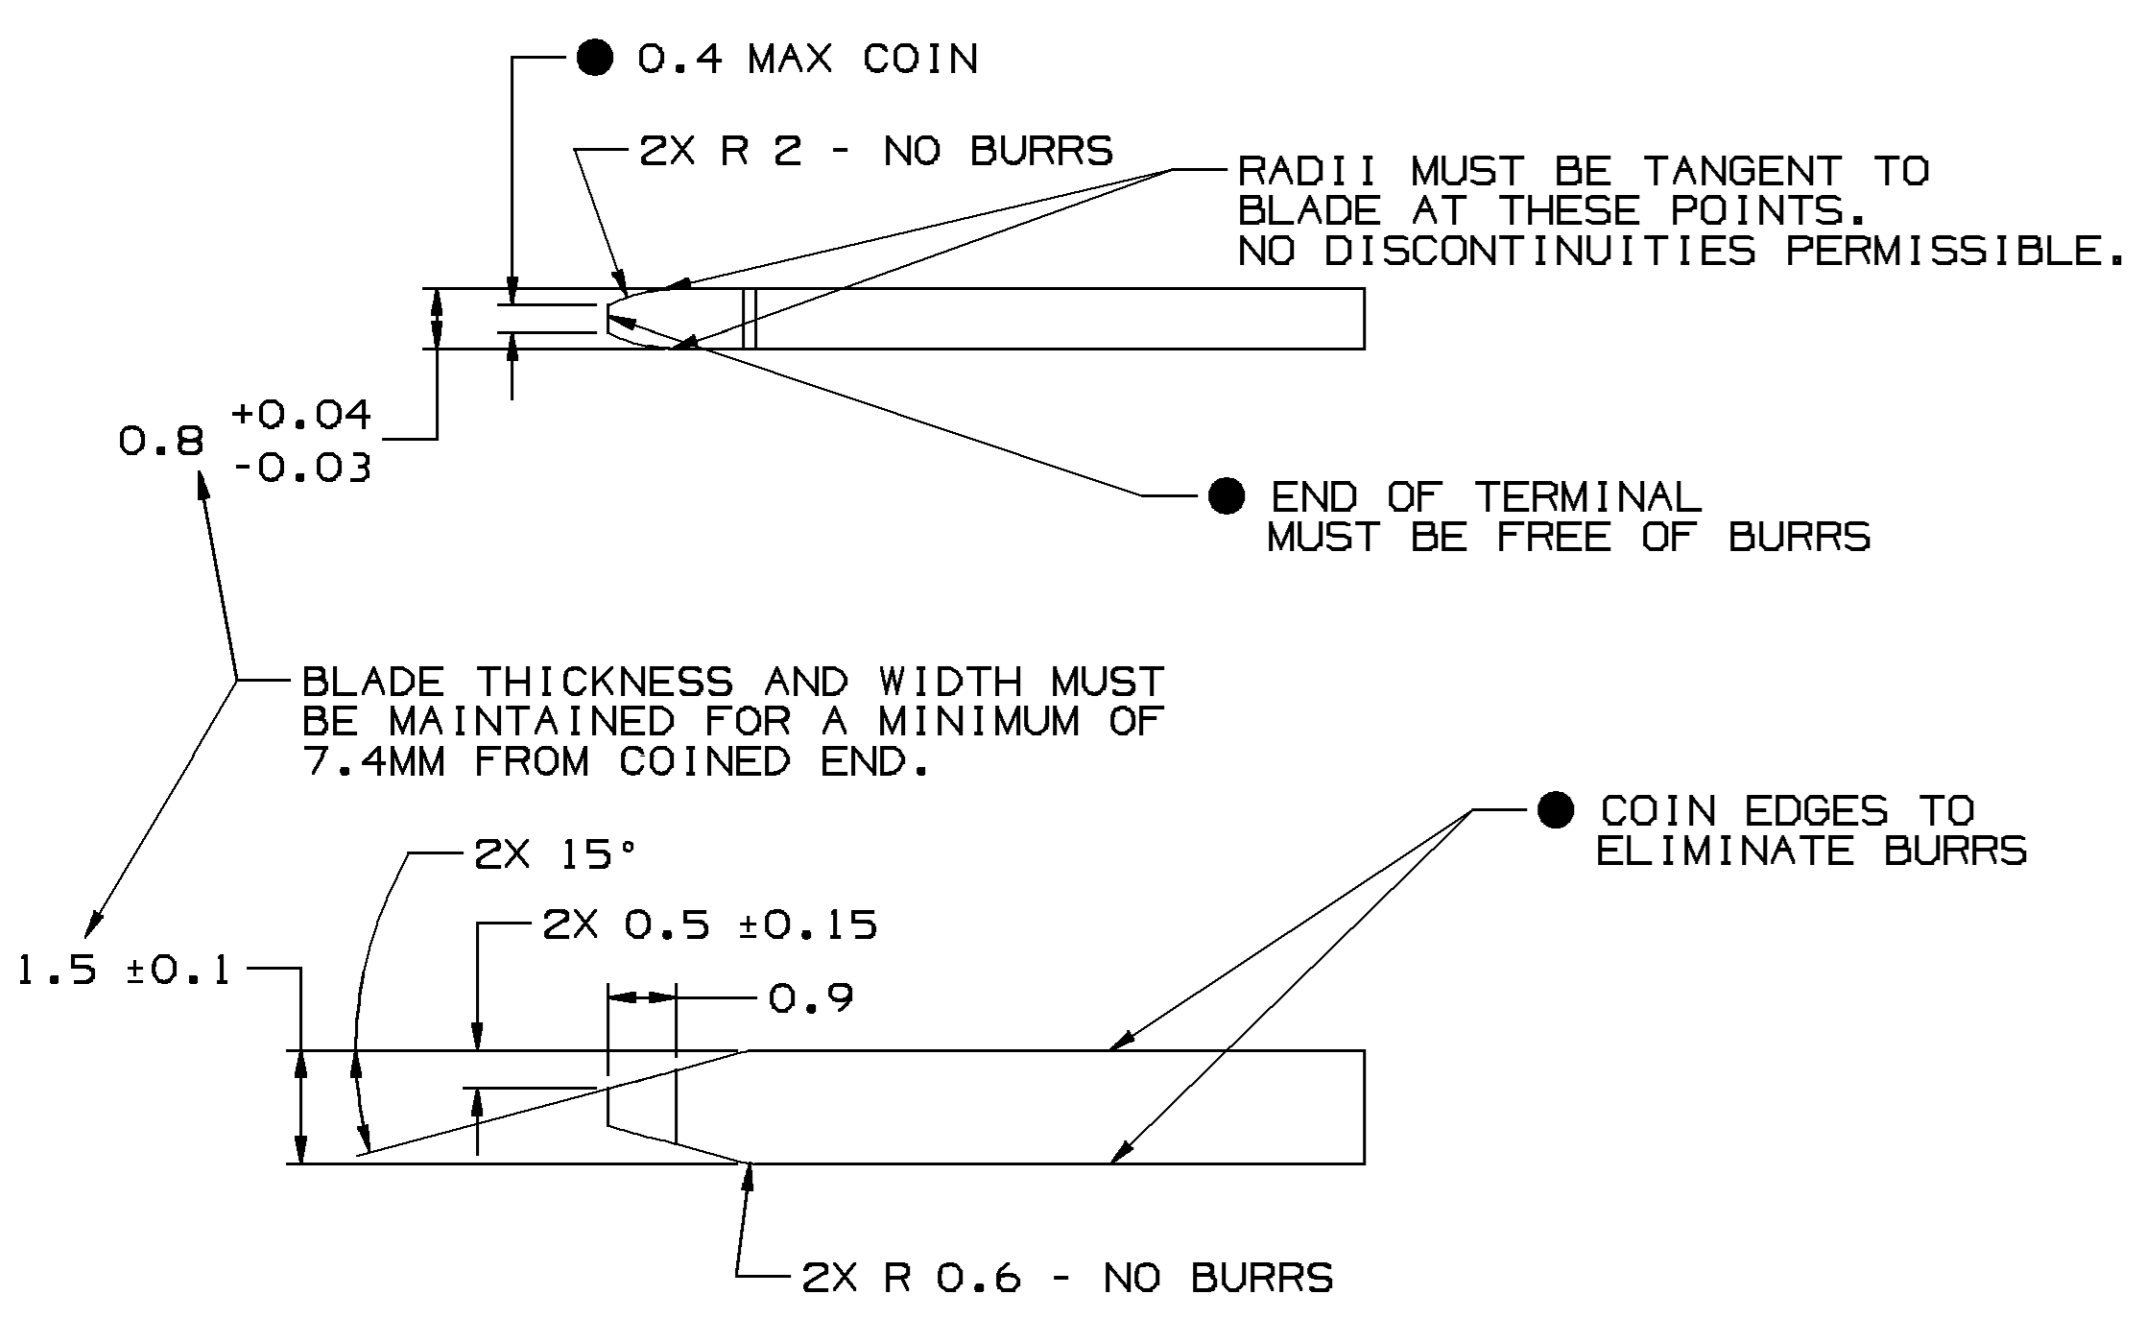 ● 0.4 MAX COIN
2X R 2 - NO BURRS
RADII MUST BE TANGENT TO
BLADE AT THESE POINTS.
NO DISCONTINUITIES PERMISSIBLE.
0.8 +0.04
-0.03
● END OF TERMINAL
MUST BE FREE OF BURRS
BLADE THICKNESS AND WIDTH MUST
BE MAINTAINED FOR A MINIMUM OF
7.4MM FROM COINED END.
● COIN EDGES TO
ELIMINATE BURRS
2X 15°
2X 0.5 ±0.15
1.5 ±0.1
0.9
2X R 0.6 - NO BURRS